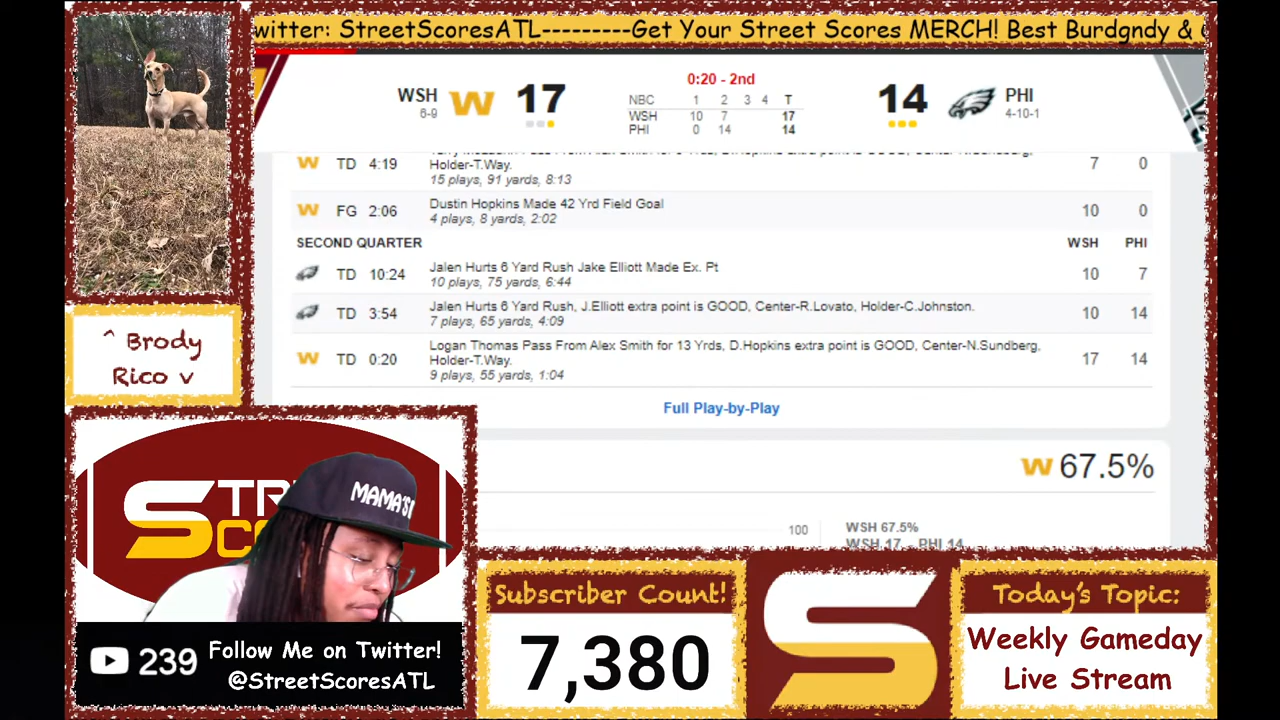 witter: StreetScoresATL---------Get Your Street Scores MERCH! Best Burdgndy &
WSH
6-9
W
17
0:20 - 2nd
NBC 1 2 3 4 T
WSH 10 7 17
PHI 0 14 14
14
PHI
4-10-1
W TD 4:19
Holder-T.Way.
15 plays, 91 yards, 8:13
7 0
W FG 2:06
Dustin Hopkins Made 42 Yrd Field Goal
4 plays, 8 yards, 2:02
10 0
SECOND QUARTER WSH PHI
TD 10:24
Jalen Hurts 6 Yard Rush Jake Elliott Made Ex. Pt
10 plays, 75 yards, 6:44
10 7
TD 3:54
Jalen Hurts 6 Yard Rush, J.Elliott extra point is GOOD, Center-R.Lovato, Holder-C.Johnston.
7 plays, 65 yards, 4:09
10 14
W TD 0:20
Logan Thomas Pass From Alex Smith for 13 Yrds, D.Hopkins extra point is GOOD, Center-N.Sundberg,
Holder-T.Way.
9 plays, 55 yards, 1:04
17 14
Full Play-by-Play
W 67.5%
100
WSH 67.5%
WSH 17 PHI 14
^ Brody
Rico v
MAMA'S
239
Follow Me on Twitter!
@StreetScoresATL
Subscriber Count!
7,380
S
Today's Topic:
Weekly Gameday
Live Stream